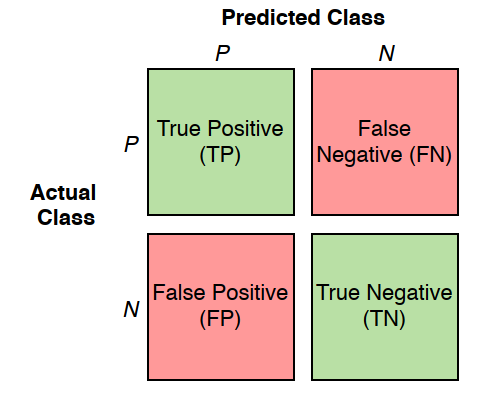 Predicted Class
P N
True Positive
(TP)
False
Negative (FN)
P
Actual
Class
False Positive
(FP)
True Negative
(TN)
N